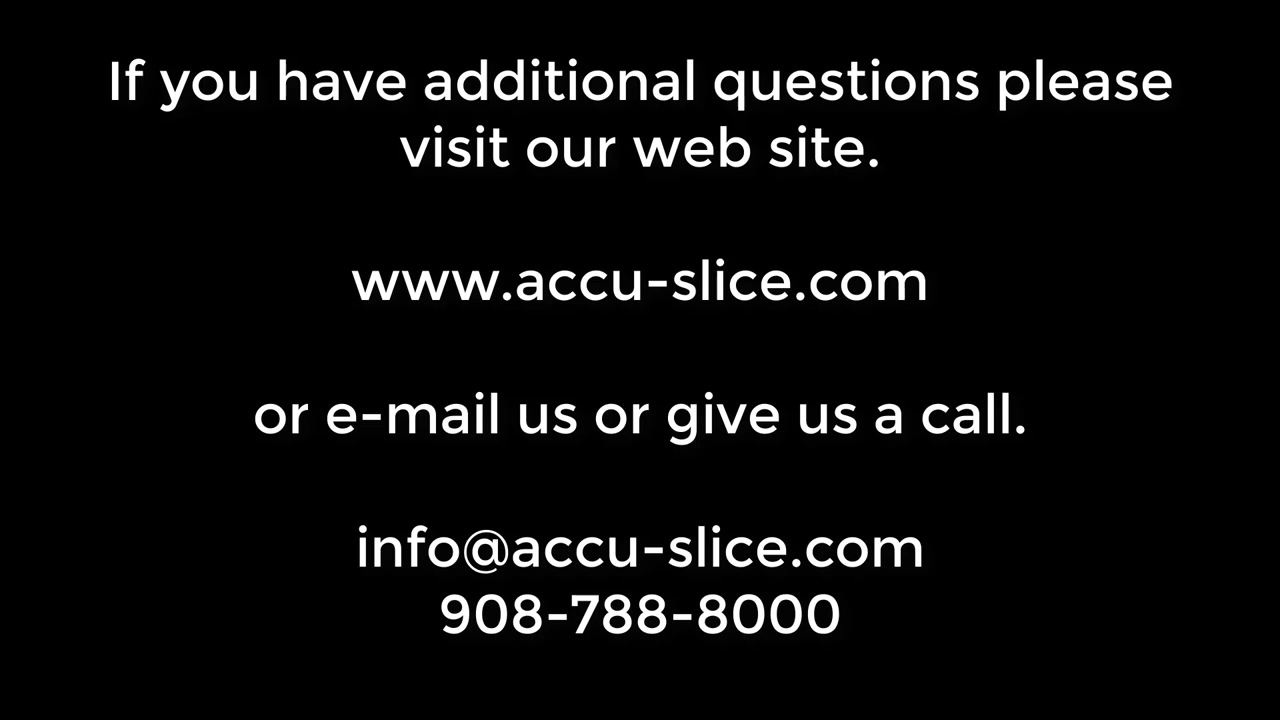 If you have additional questions please
visit our web site.
www.accu-slice.com
or e-mail us or give us a call.
info@accu-slice.com
908-788-8000